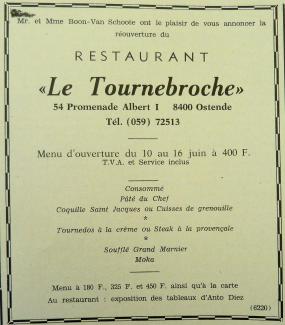 Mr. et Mme Boon-Van Schoote ont le plaisir de vous annoncer la
réouverture du
RESTAURANT
«Le Tournebroche»
54 Promenade Albert I 8400 Ostende
Tél. (059) 72513
Menu d'ouverture du 10 au 16 juin à 400 F.
T.V.A. et Service inclus
Consommé
Pâté du Chef
Coquille Saint Jacques ou Cuisses de grenouille
*
Tournedos à la crème ou Steak à la provençale
*
Soufflé Grand Marnier
Moka
Menu à 180 F., 325 F. et 450 F. ainsi qu'à la carte
Au restaurant : exposition des tableaux d'Anto Diez
(6220)